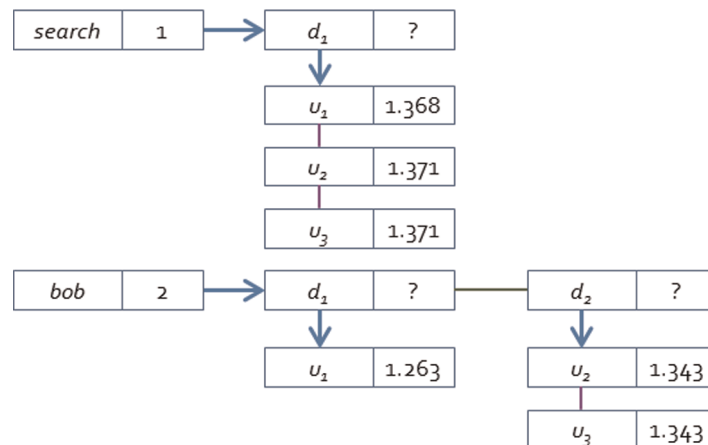 search 1 d₁ ?
u₁ 1.368
u₂ 1.371
u₃ 1.371
bob 2 d₁ ? d₂ ?
u₁ 1.263 u₂ 1.343
u₃ 1.343